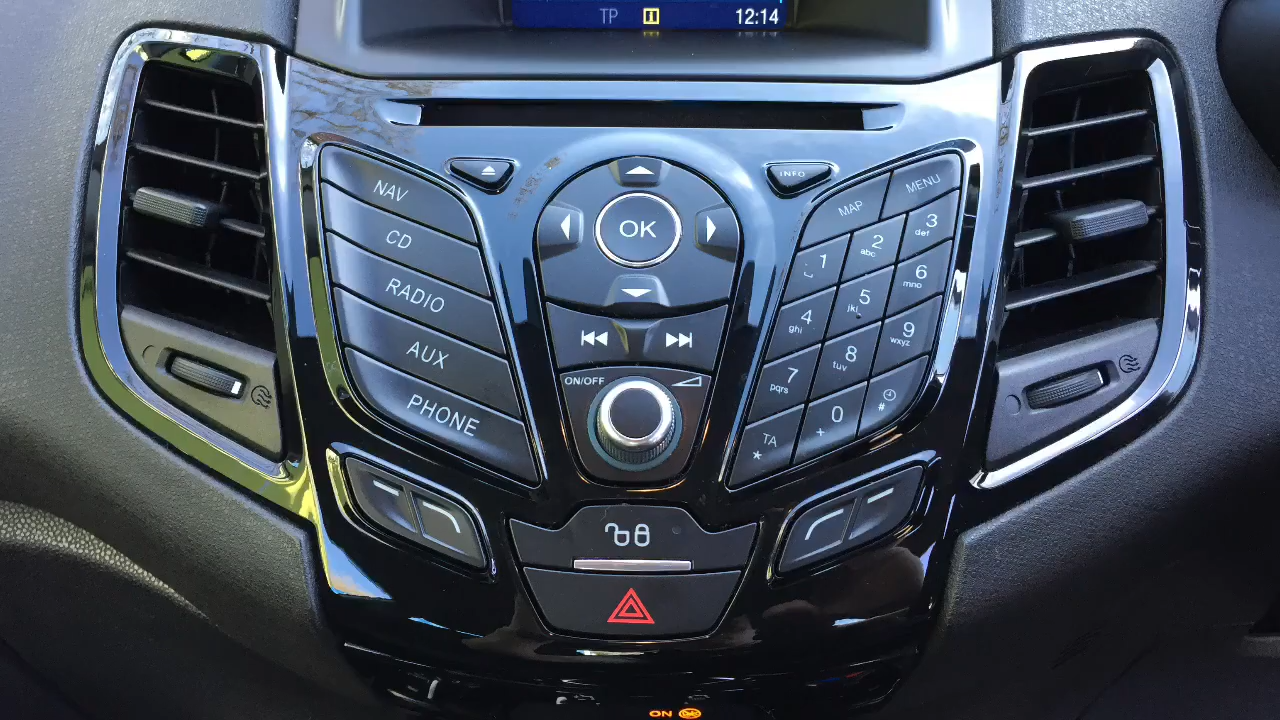 TP i 12:14
INFO
NAV
CD
RADIO
AUX
PHONE
OK
ON/OFF
MAP MENU
1 2 abc 3 def
4 ghi 5 jkl 6 mno
7 pqrs 8 tuv 9 wxyz
TA * 0 + #
ON